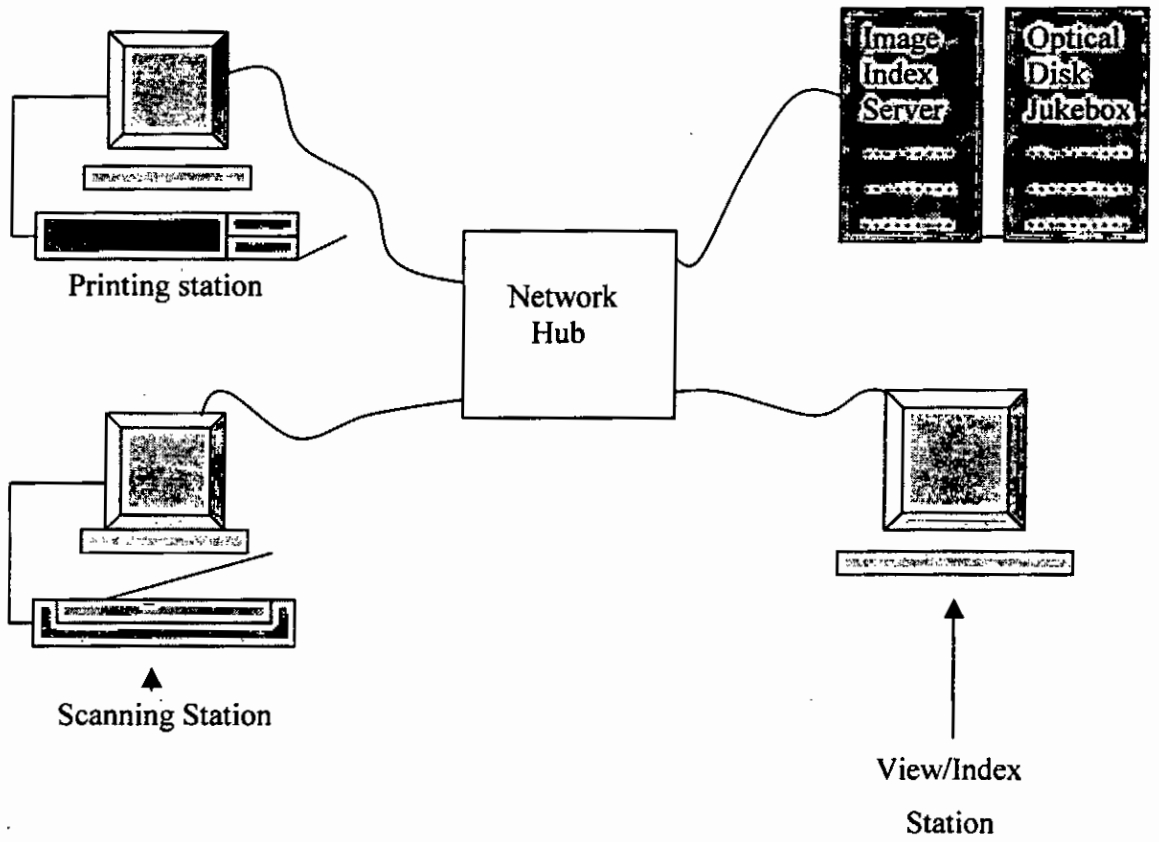 Image
Index
Server
Optical
Disk
Jukebox
Printing station
Network
Hub
Scanning Station
View/Index
Station